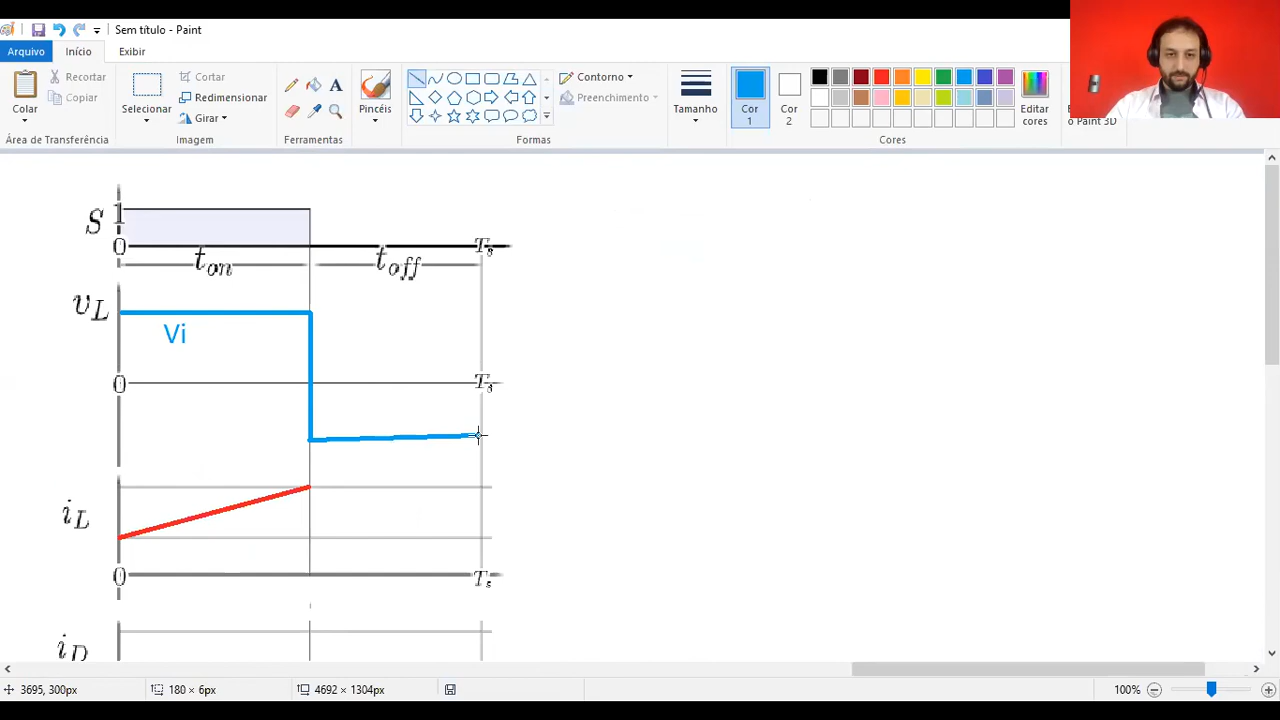 Sem título - Paint
Arquivo Início Exibir
Colar
Recortar
Copiar
Área de Transferência
Selecionar
Cortar
Redimensionar
Girar
Imagem
A
Ferramentas
Pincéis
Contorno
Preenchimento
Formas
Tamanho
Cor 1
Cor 2
Editar cores
Cores
E
o Paint 3D
S 1
0 Ts
ton toff
vL
Vi
0 Ts
iL
0 Ts
iD
3695, 300px 180 × 6px 4692 × 1304px 100%